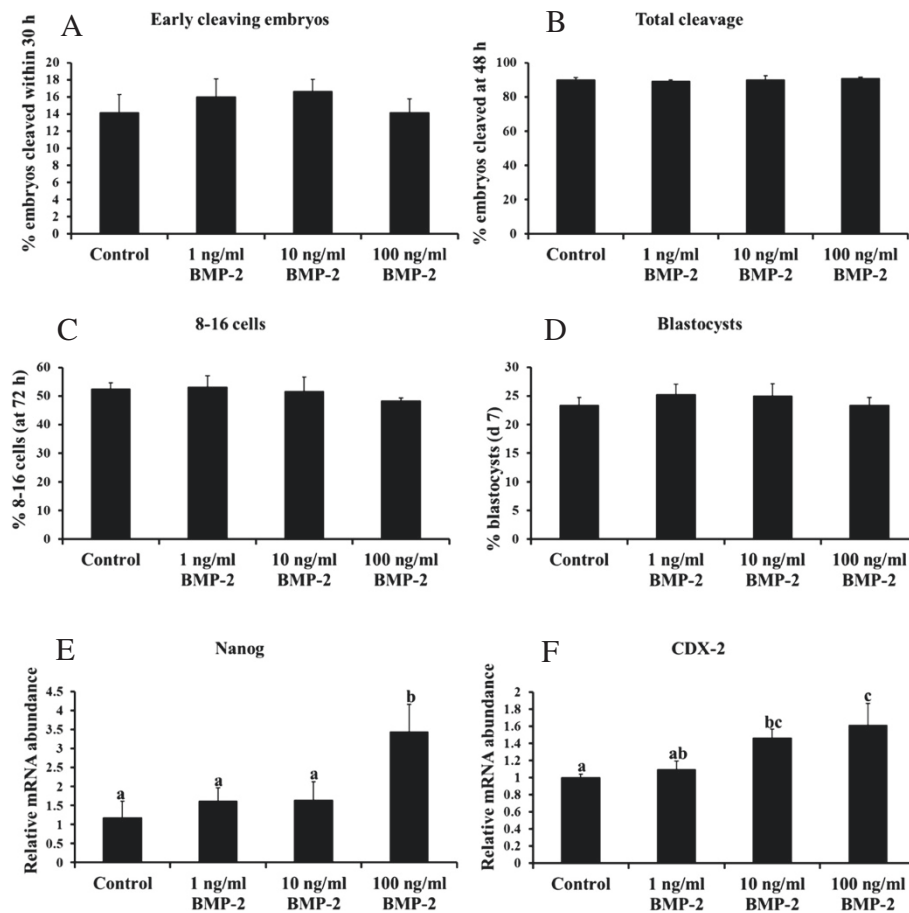 A
Early cleaving embryos
% embryos cleaved within 30 h
20
18
16
14
12
10
8
6
4
2
0
Control
1 ng/ml
BMP-2
10 ng/ml
BMP-2
100 ng/ml
BMP-2
B
Total cleavage
% embryos cleaved at 48 h
100
80
60
40
20
0
Control
1 ng/ml
BMP-2
10 ng/ml
BMP-2
100 ng/ml
BMP-2
C
8-16 cells
% 8-16 cells (at 72 h)
60
50
40
30
20
10
0
Control
1 ng/ml
BMP-2
10 ng/ml
BMP-2
100 ng/ml
BMP-2
D
Blastocysts
% blastocysts (d 7)
30
25
20
15
10
5
0
Control
1 ng/ml
BMP-2
10 ng/ml
BMP-2
100 ng/ml
BMP-2
E
Nanog
Relative mRNA abundance
4.5
4
3.5
3
2.5
2
1.5
1
0.5
0
a
a
a
b
Control
1 ng/ml
BMP-2
10 ng/ml
BMP-2
100 ng/ml
BMP-2
F
CDX-2
Relative mRNA abundance
2
1.8
1.6
1.4
1.2
1
0.8
0.6
0.4
0.2
0
a
ab
bc
c
Control
1 ng/ml
BMP-2
10 ng/ml
BMP-2
100 ng/ml
BMP-2